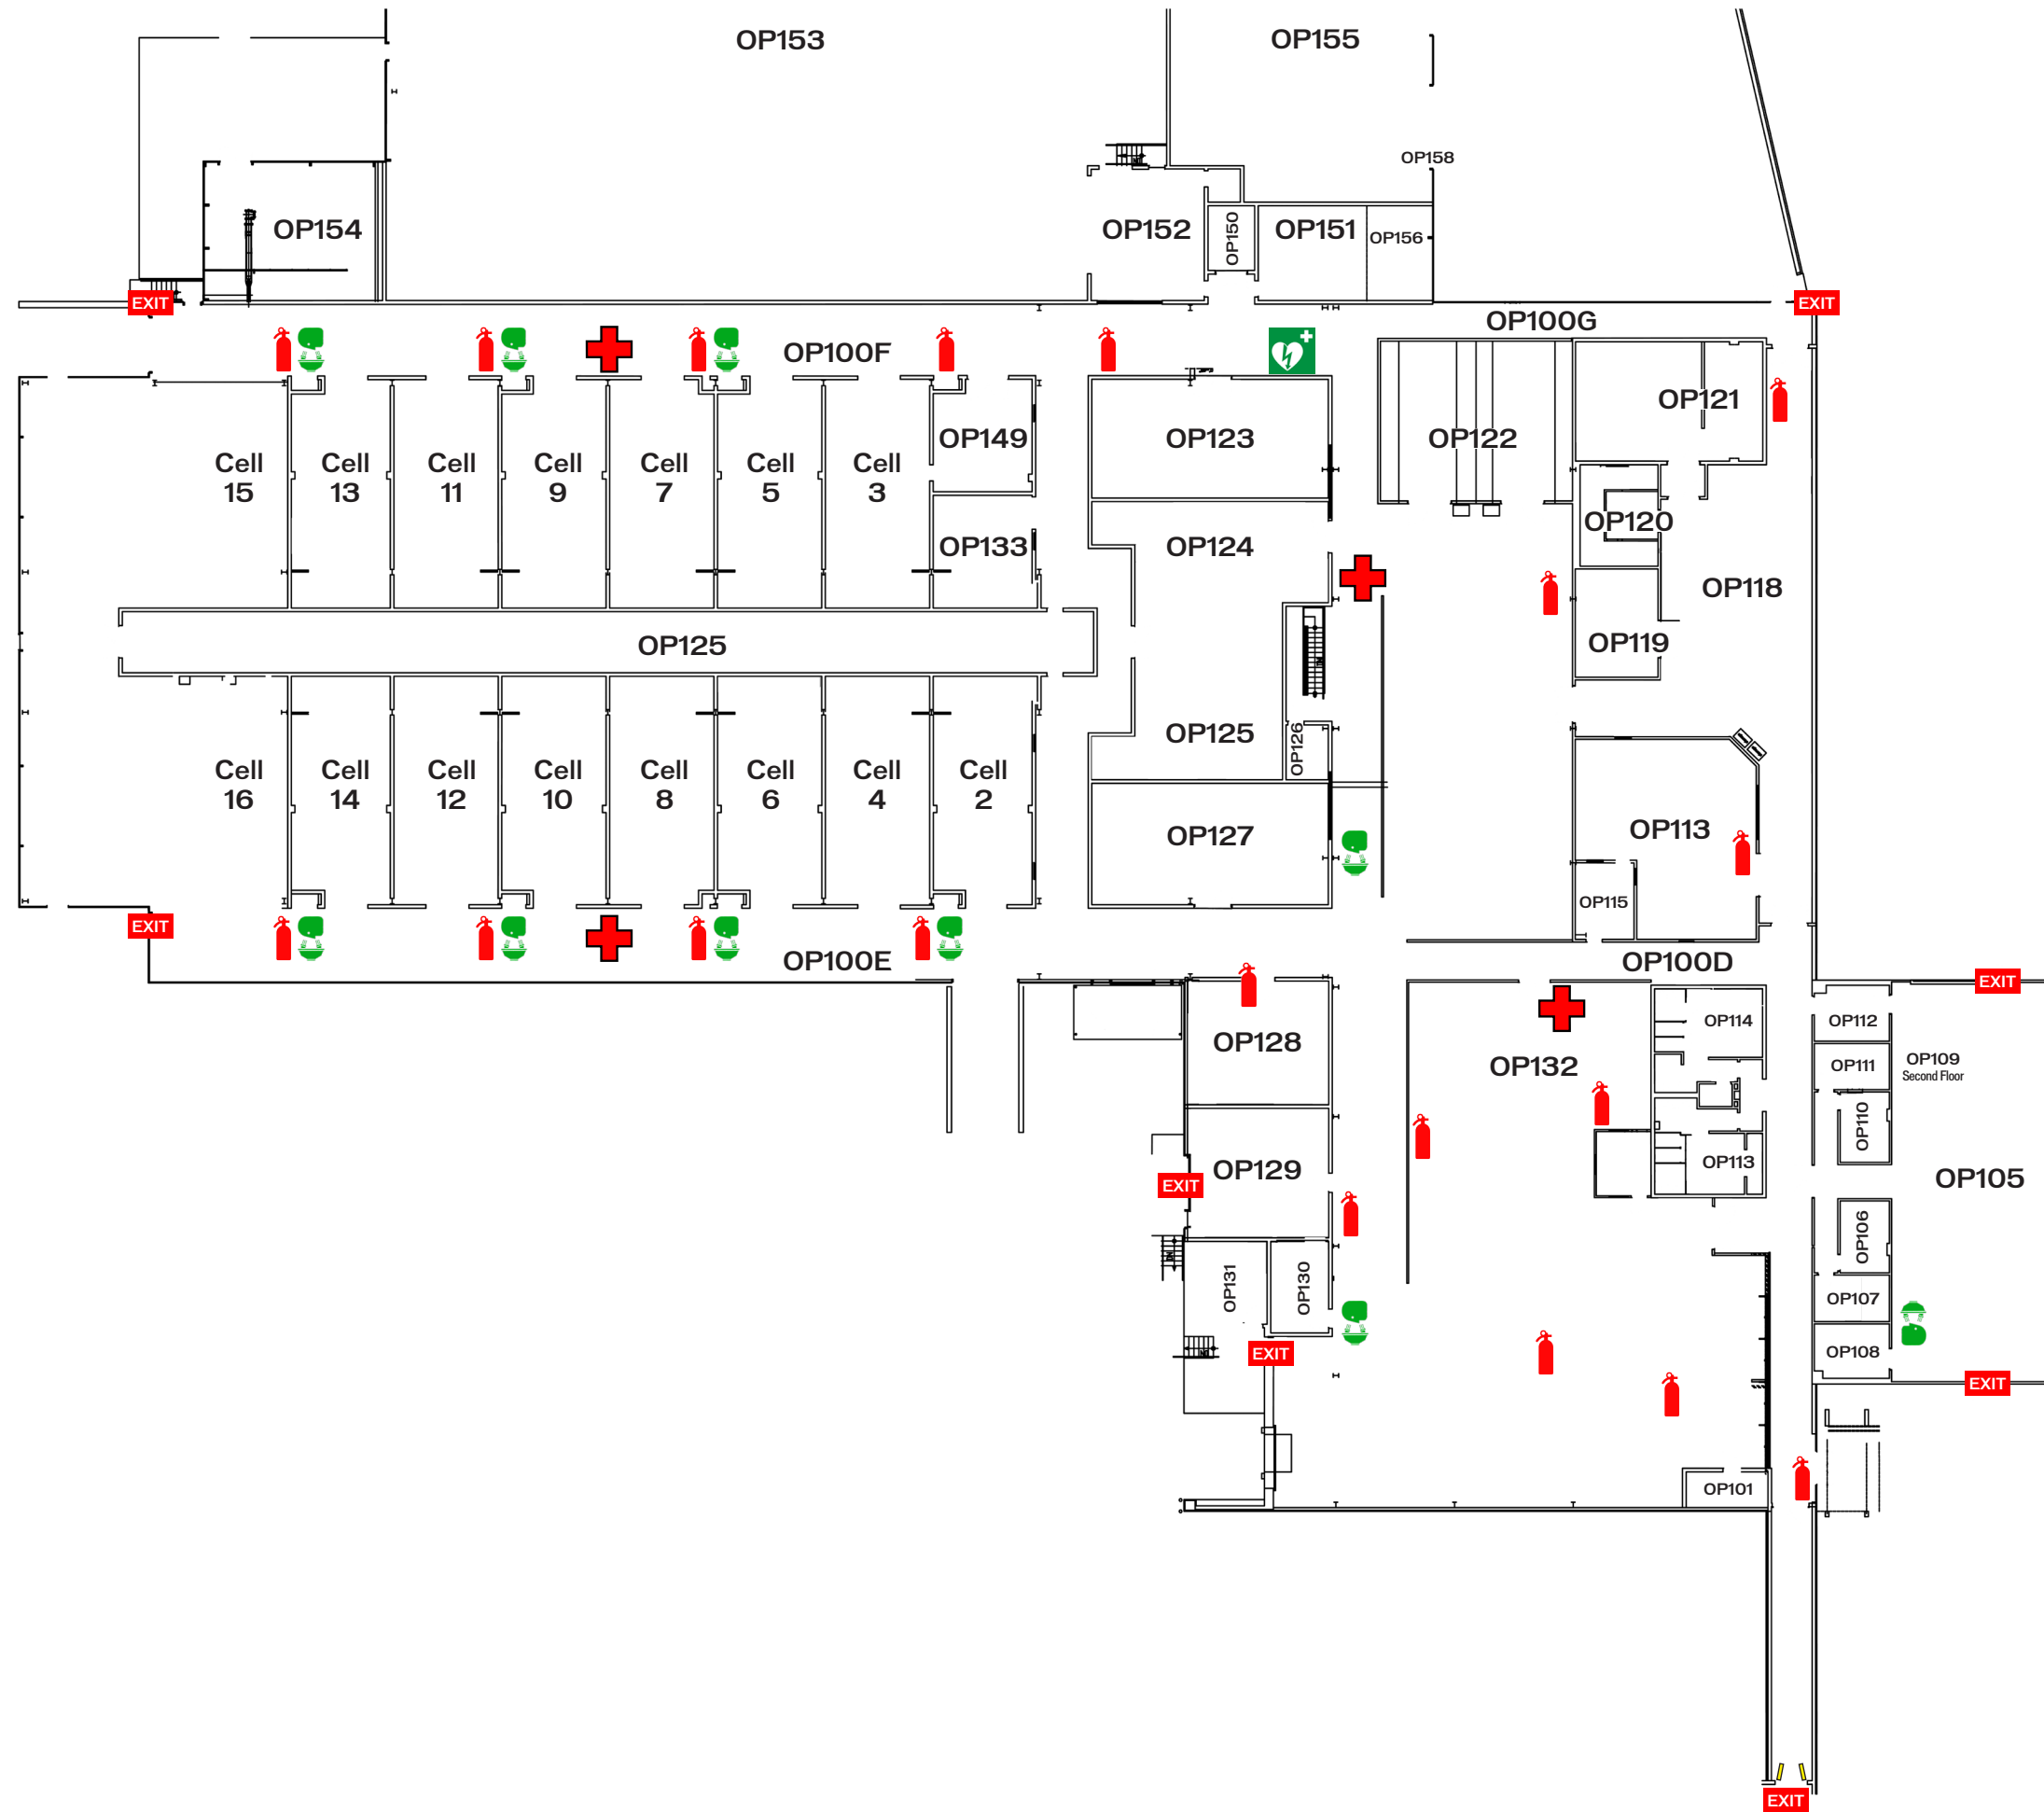 OP153
OP155
OP158
OP154
OP152
OP150
OP151
OP156
EXIT
EXIT
OP100G
OP100F
OP121
OP149
OP123
OP122
Cell
15
Cell
13
Cell
11
Cell
9
Cell
7
Cell
5
Cell
3
OP120
OP133
OP124
OP118
OP125
OP119
OP125
OP126
Cell
16
Cell
14
Cell
12
Cell
10
Cell
8
Cell
6
Cell
4
Cell
2
OP127
OP113
OP115
EXIT
OP100E
OP100D
EXIT
OP114
OP112
OP128
OP132
OP111
OP109
Second Floor
OP110
OP129
OP113
OP105
EXIT
OP106
OP131
OP130
OP107
EXIT
OP108
EXIT
OP101
EXIT